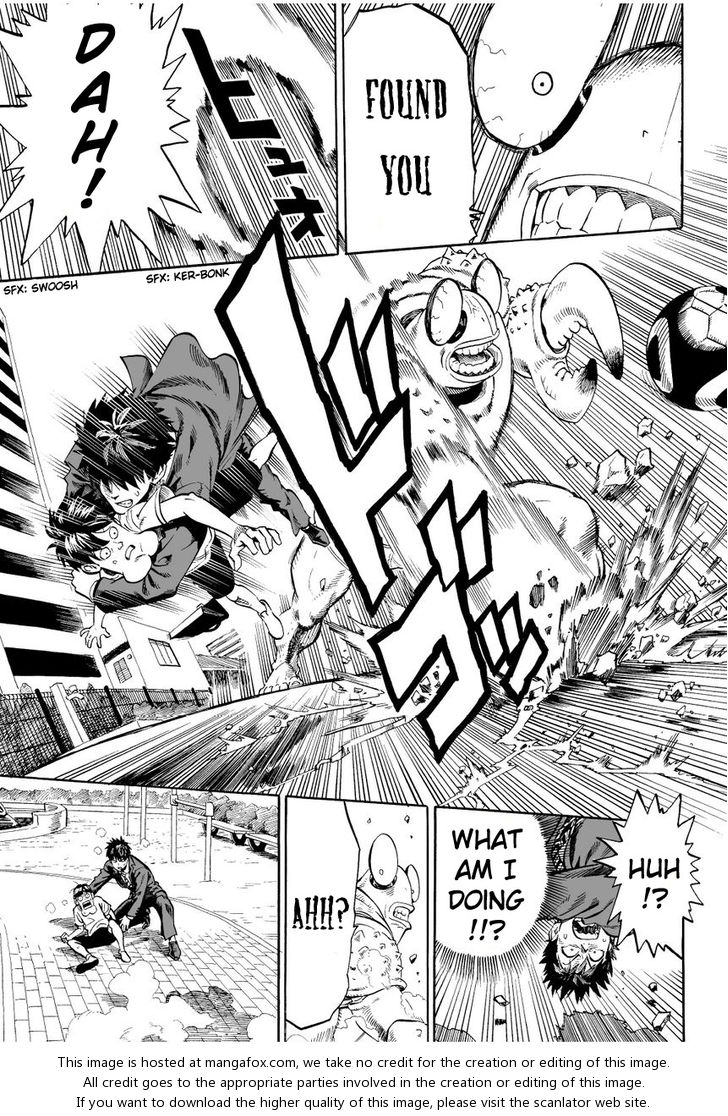 FOUND
YOU
DAH!
ヒュオ
SFX: SWOOSH
SFX: KER-BONK
ドゴッ
HUH
!?
WHAT
AM I
DOING
!!?
AHH?
This image is hosted at mangafox.com, we take no credit for the creation or editing of this image.
All credit goes to the appropriate parties involved in the creation or editing of this image.
If you want to download the higher quality of this image, please visit the scanlator web site.